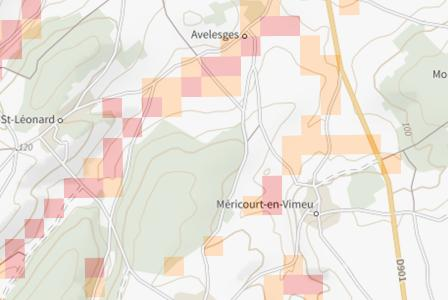 Avelesges
Mo
St-Léonard
100
120
Méricourt-en-Vimeu
D901